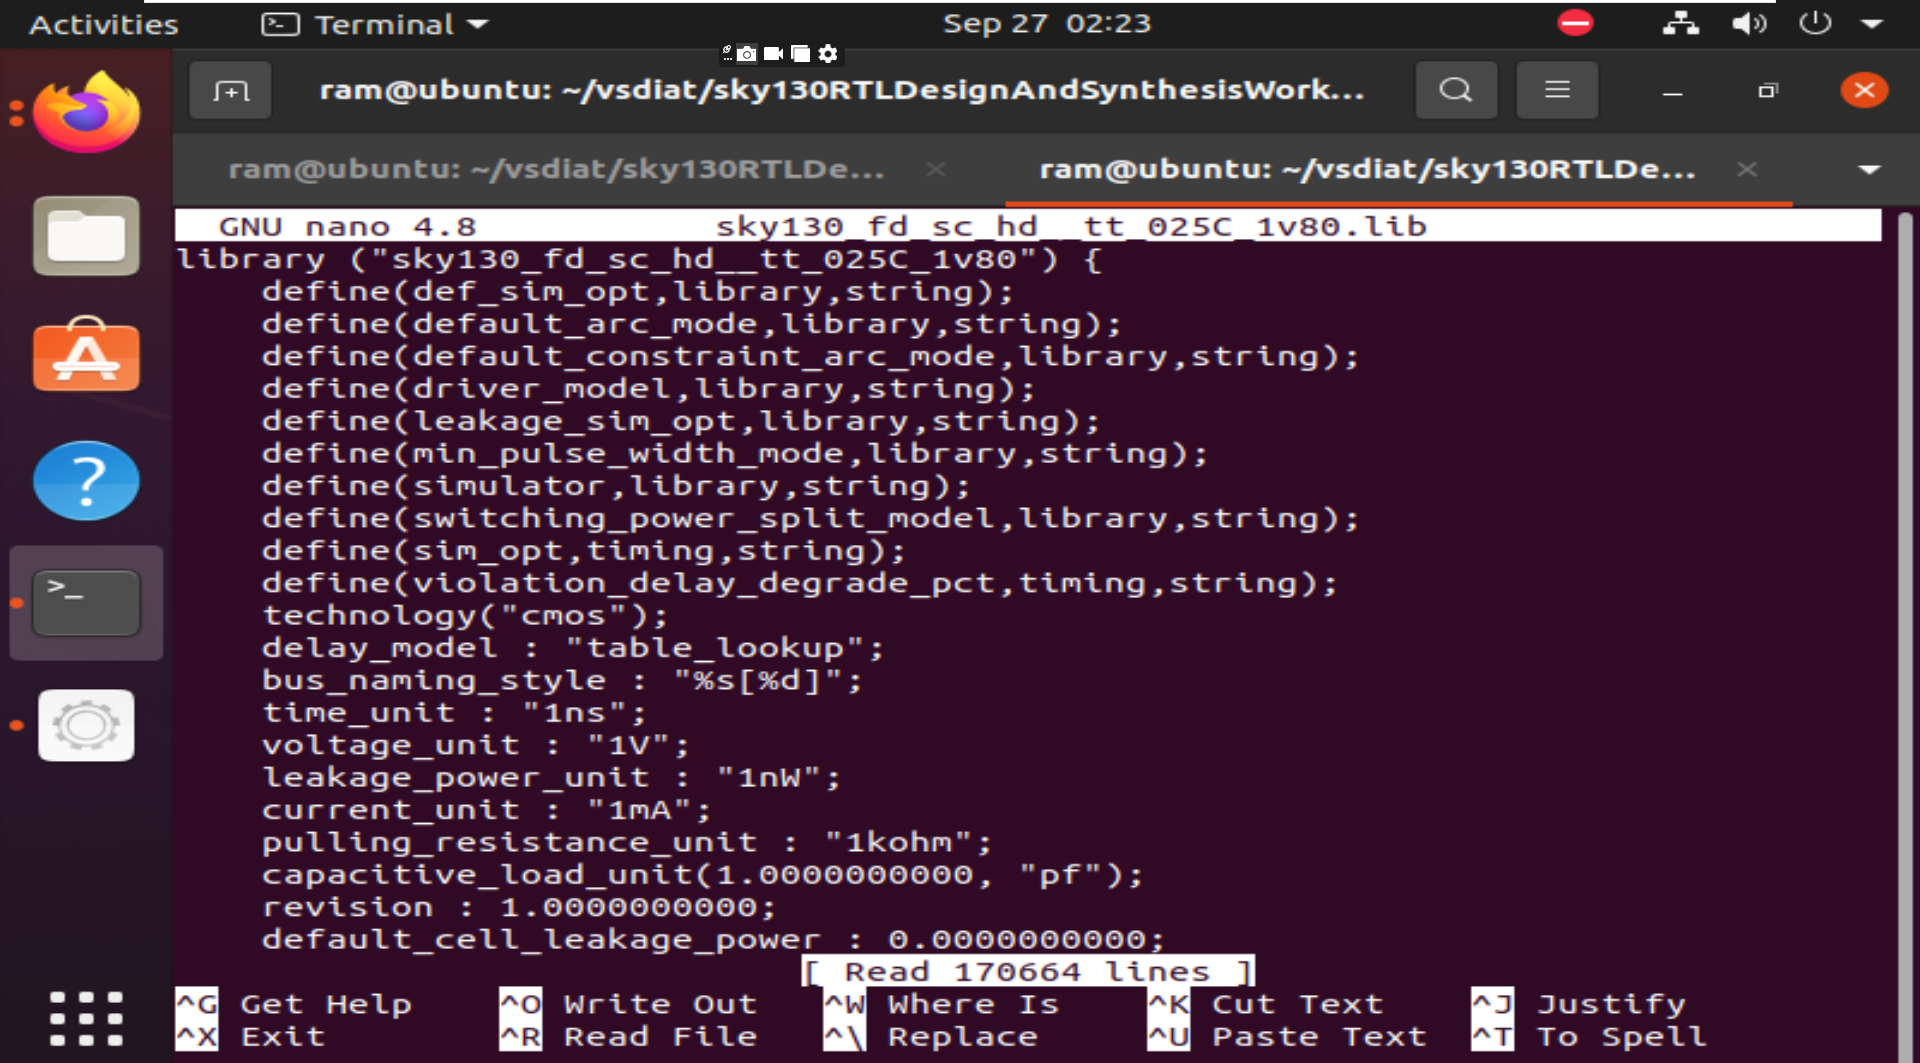 Activities
Terminal
Sep 27 02:23
ram@ubuntu: ~/vsdiat/sky130RTLDesignAndSynthesisWork...
ram@ubuntu: ~/vsdiat/sky130RTLDe...
ram@ubuntu: ~/vsdiat/sky130RTLDe...
GNU nano 4.8 sky130_fd_sc_hd__tt_025C_1v80.lib
library ("sky130_fd_sc_hd__tt_025C_1v80") {
define(def_sim_opt,library,string);
define(default_arc_mode,library,string);
define(default_constraint_arc_mode,library,string);
define(driver_model,library,string);
define(leakage_sim_opt,library,string);
define(min_pulse_width_mode,library,string);
define(simulator,library,string);
define(switching_power_split_model,library,string);
define(sim_opt,timing,string);
define(violation_delay_degrade_pct,timing,string);
technology("cmos");
delay_model : "table_lookup";
bus_naming_style : "%s[%d]";
time_unit : "1ns";
voltage_unit : "1V";
leakage_power_unit : "1nW";
current_unit : "1mA";
pulling_resistance_unit : "1kohm";
capacitive_load_unit(1.0000000000, "pf");
revision : 1.0000000000;
default_cell_leakage_power : 0.0000000000;
[ Read 170664 lines ]
^G Get Help ^O Write Out ^W Where Is ^K Cut Text ^J Justify
^X Exit ^R Read File ^\ Replace ^U Paste Text ^T To Spell